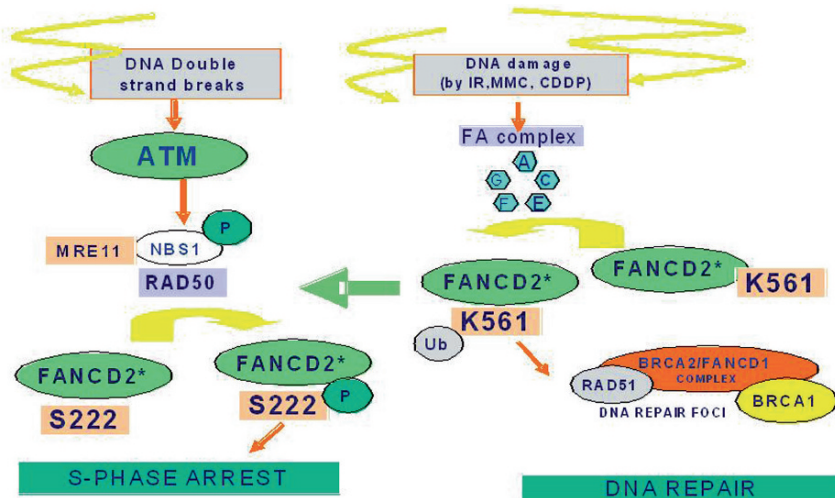 DNA Double
strand breaks
ATM
P
MRE11
NBS1
RAD50
FANCD2*
S222
FANCD2*
S222
P
S-PHASE ARREST
DNA damage
(by IR,MMC, CDDP)
FA complex
A
G
C
F
E
FANCD2*
K561
FANCD2*
K561
Ub
BRCA2/FANCD1
COMPLEX
RAD51
BRCA1
DNA REPAIR FOCI
DNA REPAIR